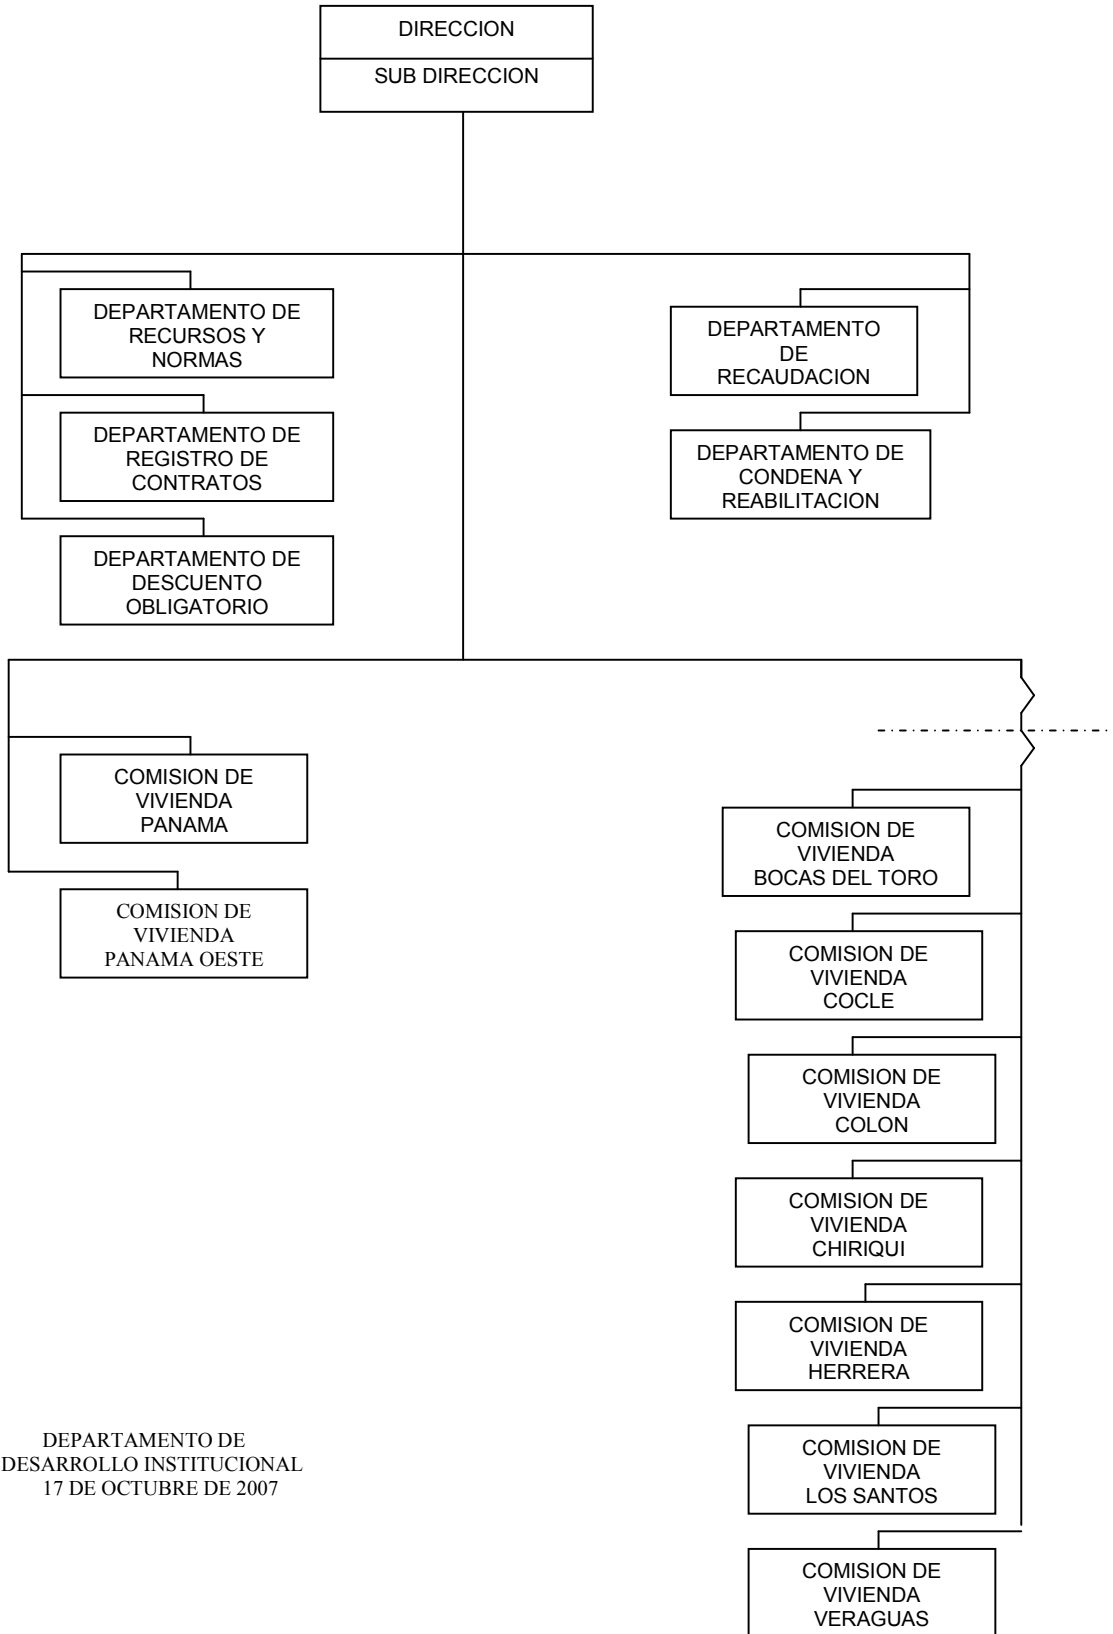 DIRECCION
SUB DIRECCION
DEPARTAMENTO DE
RECURSOS Y
NORMAS
DEPARTAMENTO DE
REGISTRO DE
CONTRATOS
DEPARTAMENTO DE
DESCUENTO
OBLIGATORIO
DEPARTAMENTO
DE
RECAUDACION
DEPARTAMENTO DE
CONDENA Y
REABILITACION
COMISION DE
VIVIENDA
PANAMA
COMISION DE
VIVIENDA
PANAMA OESTE
COMISION DE
VIVIENDA
BOCAS DEL TORO
COMISION DE
VIVIENDA
COCLE
COMISION DE
VIVIENDA
COLON
COMISION DE
VIVIENDA
CHIRIQUI
COMISION DE
VIVIENDA
HERRERA
COMISION DE
VIVIENDA
LOS SANTOS
COMISION DE
VIVIENDA
VERAGUAS
DEPARTAMENTO DE
DESARROLLO INSTITUCIONAL
17 DE OCTUBRE DE 2007